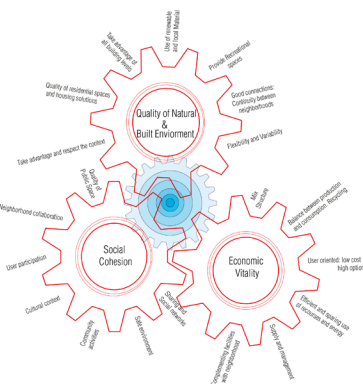 Take advantage of
all building levels
Use of renewable
and local Material
Provide Recreational
spaces
Quality of residential spaces
and housing solutions
Good connections:
Continuity between
neighborhoods
Quality of Natural
&
Built Enviorment
Flexibility and Variability
Take advantage and respect the context
Quality of
Public Space
Mix
Structure
Balance between production
and consumption. Recycling
Neighborhood collaboration
Social
Cohesion
Economic
Vitality
User participation
User oriented: low cost
high option
Cultural context
Sharing and
Social networks
Efficient and sparing use
of recourses and energy
Community
activities
Safe environment
Complementing facilities
with neighborhood
Supply and management